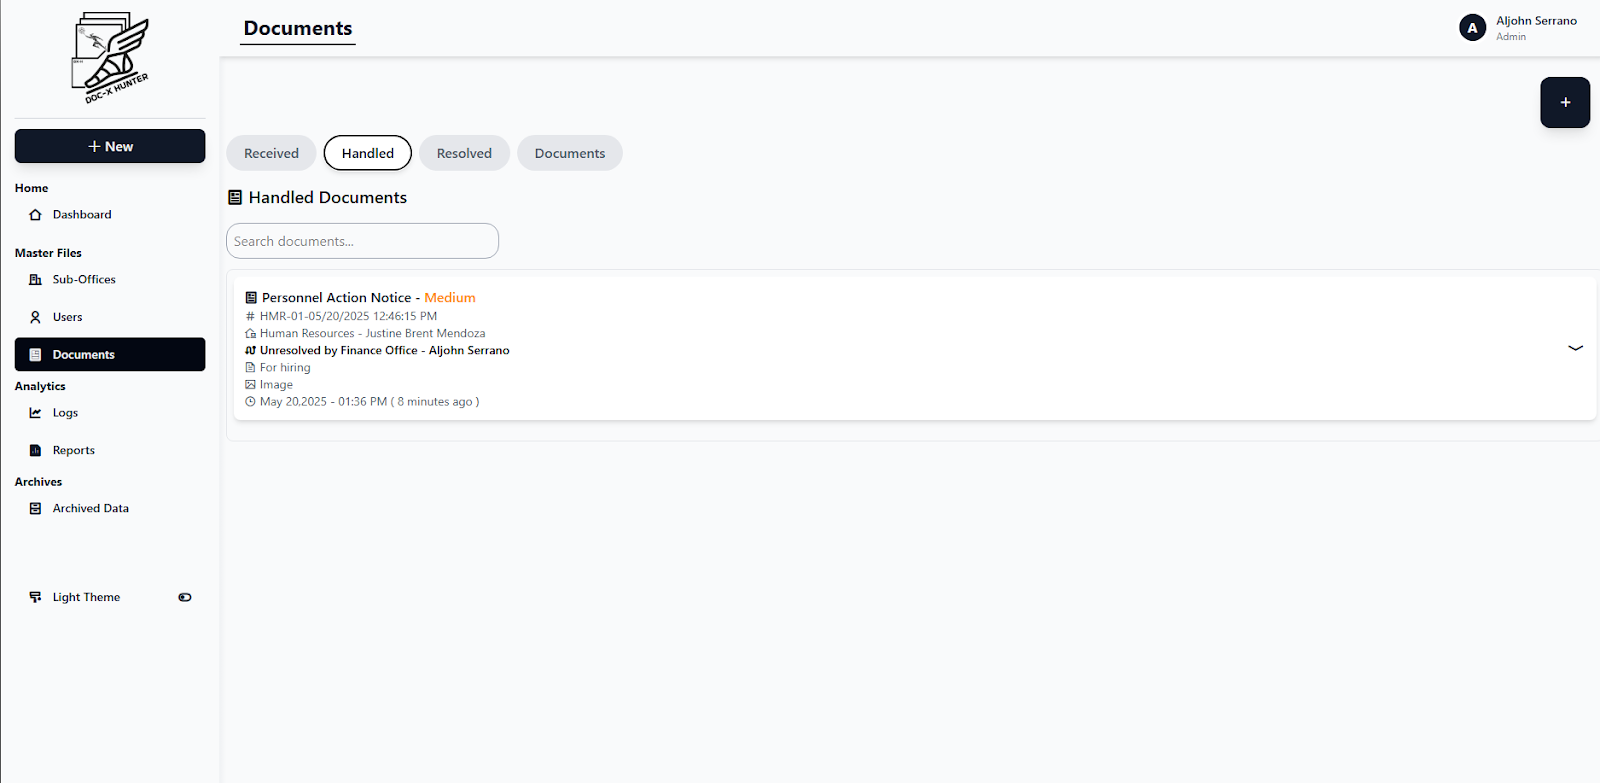 DOC-X HUNTER
New
Home
Dashboard
Master Files
Sub-Offices
Users
Documents
Analytics
Logs
Reports
Archives
Archived Data
Light Theme
Documents
A
Aljohn Serrano
Admin
+
Received
Handled
Resolved
Documents
Handled Documents
Search documents...
Personnel Action Notice - Medium
# HMR-01-05/20/2025 12:46:15 PM
Human Resources - Justine Brent Mendoza
Unresolved by Finance Office - Aljohn Serrano
For hiring
Image
May 20,2025 - 01:36 PM ( 8 minutes ago )